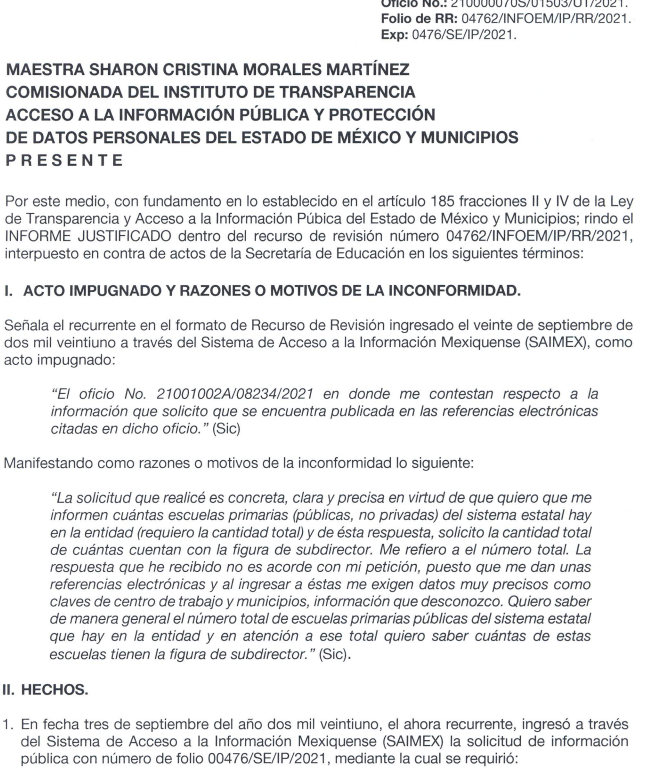 Oficio No.: 210000070S/01503/UT/2021.
Folio de RR: 04762/INFOEM/IP/RR/2021.
Exp: 0476/SE/IP/2021.
MAESTRA SHARON CRISTINA MORALES MARTÍNEZ
COMISIONADA DEL INSTITUTO DE TRANSPARENCIA
ACCESO A LA INFORMACIÓN PÚBLICA Y PROTECCIÓN
DE DATOS PERSONALES DEL ESTADO DE MÉXICO Y MUNICIPIOS
P R E S E N T E
Por este medio, con fundamento en lo establecido en el artículo 185 fracciones II y IV de la Ley
de Transparencia y Acceso a la Información Púbica del Estado de México y Municipios; rindo el
INFORME JUSTIFICADO dentro del recurso de revisión número 04762/INFOEM/IP/RR/2021,
interpuesto en contra de actos de la Secretaría de Educación en los siguientes términos:
I. ACTO IMPUGNADO Y RAZONES O MOTIVOS DE LA INCONFORMIDAD.
Señala el recurrente en el formato de Recurso de Revisión ingresado el veinte de septiembre de
dos mil veintiuno a través del Sistema de Acceso a la Información Mexiquense (SAIMEX), como
acto impugnado:
"El oficio No. 21001002A/08234/2021 en donde me contestan respecto a la
información que solicito que se encuentra publicada en las referencias electrónicas
citadas en dicho oficio." (Sic)
Manifestando como razones o motivos de la inconformidad lo siguiente:
"La solicitud que realicé es concreta, clara y precisa en virtud de que quiero que me
informen cuántas escuelas primarias (públicas, no privadas) del sistema estatal hay
en la entidad (requiero la cantidad total) y de ésta respuesta, solicito la cantidad total
de cuántas cuentan con la figura de subdirector. Me refiero a el número total. La
respuesta que he recibido no es acorde con mi petición, puesto que me dan unas
referencias electrónicas y al ingresar a éstas me exigen datos muy precisos como
claves de centro de trabajo y municipios, información que desconozco. Quiero saber
de manera general el número total de escuelas primarias públicas del sistema estatal
que hay en la entidad y en atención a ese total quiero saber cuántas de estas
escuelas tienen la figura de subdirector." (Sic).
II. HECHOS.
1. En fecha tres de septiembre del año dos mil veintiuno, el ahora recurrente, ingresó a través
del Sistema de Acceso a la Información Mexiquense (SAIMEX) la solicitud de información
pública con número de folio 00476/SE/IP/2021, mediante la cual se requirió: